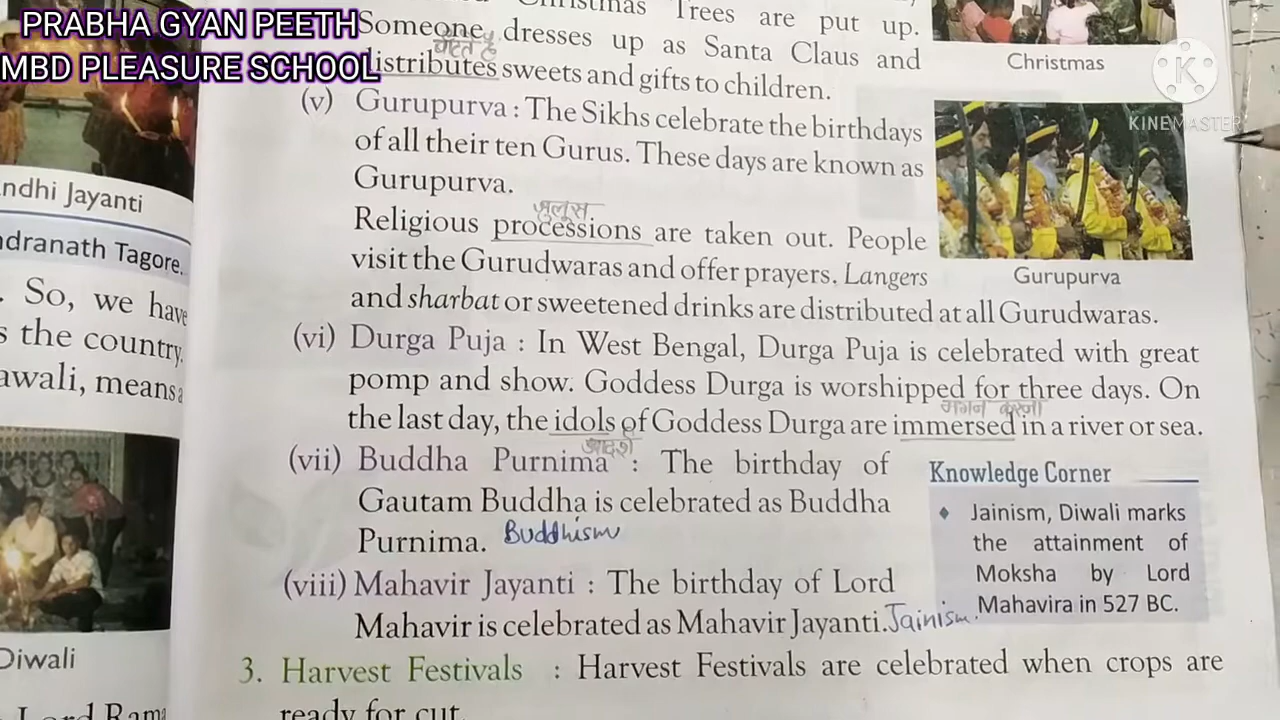 PRABHA GYAN PEETH
MBD PLEASURE SCHOOL
Christmas Trees are put up.
Someone dresses up as Santa Claus and
distributes sweets and gifts to children.
Christmas
KINEMASTER
(v) Gurupurva : The Sikhs celebrate the birthdays
of all their ten Gurus. These days are known as
Gurupurva.
जुलूस
Religious processions are taken out. People
visit the Gurudwaras and offer prayers. Langers
and sharbat or sweetened drinks are distributed at all Gurudwaras.
Gurupurva
(vi) Durga Puja : In West Bengal, Durga Puja is celebrated with great
pomp and show. Goddess Durga is worshipped for three days. On
the last day, the idols of Goddess Durga are immersed in a river or sea.
(vii) Buddha Purnima : The birthday of
Gautam Buddha is celebrated as Buddha
Purnima. Buddhism
(viii) Mahavir Jayanti : The birthday of Lord
Mahavir is celebrated as Mahavir Jayanti. Jainism.
Knowledge Corner
Jainism, Diwali marks
the attainment of
Moksha by Lord
Mahavira in 527 BC.
3. Harvest Festivals : Harvest Festivals are celebrated when crops are
ready for cut.
ndhi Jayanti
ndranath Tagore.
. So, we have
s the country.
awali, means a
Diwali
Lord Rama